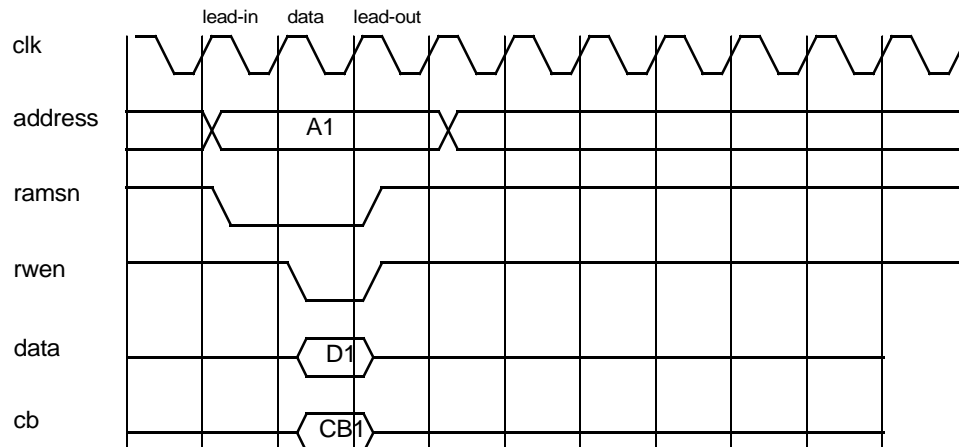 lead-in data lead-out
clk
address A1
ramsn
rwen
data D1
cb CB1